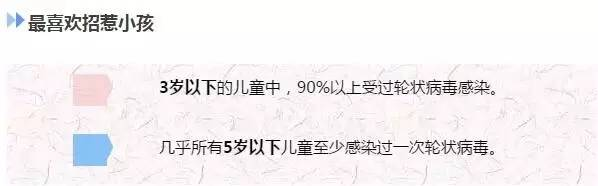 最喜欢招惹小孩
3岁以下的儿童中，90%以上受过轮状病毒感染。
几乎所有5岁以下儿童至少感染过一次轮状病毒。